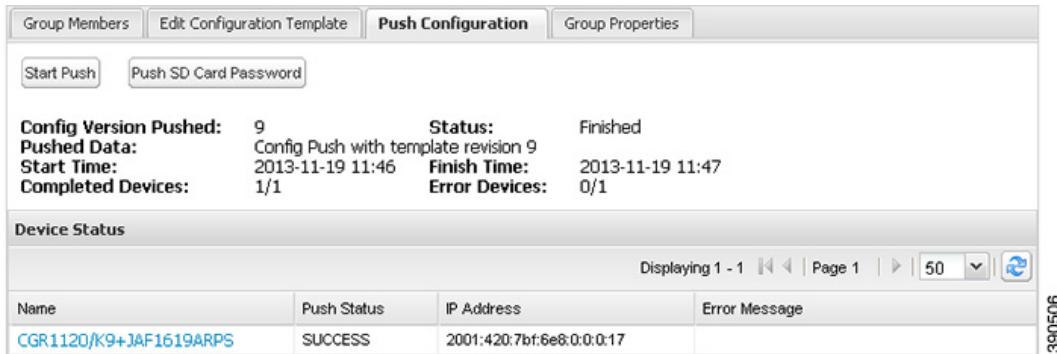 Group Members Edit Configuration Template Push Configuration Group Properties
Start Push Push SD Card Password
Config Version Pushed: 9 Status: Finished
Pushed Data: Config Push with template revision 9
Start Time: 2013-11-19 11:46 Finish Time: 2013-11-19 11:47
Completed Devices: 1/1 Error Devices: 0/1
Device Status
Displaying 1 - 1 Page 1 50
Name Push Status IP Address Error Message
CGR1120/K9+JAF1619ARPS SUCCESS 2001:420:7bf:6e8:0:0:0:17
390506